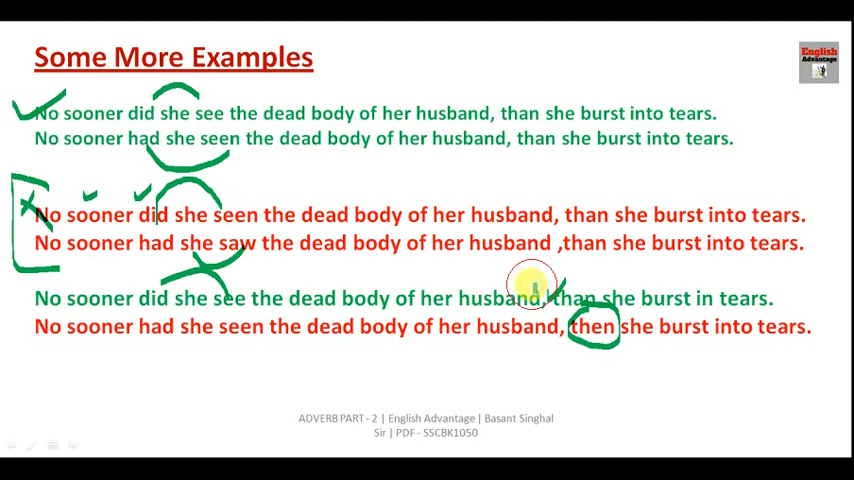 Some More Examples
English
Advantage
No sooner did she see the dead body of her husband, than she burst into tears.
No sooner had she seen the dead body of her husband, than she burst into tears.
No sooner did she seen the dead body of her husband, than she burst into tears.
No sooner had she saw the dead body of her husband ,than she burst into tears.
No sooner did she see the dead body of her husband, than she burst in tears.
No sooner had she seen the dead body of her husband, then she burst into tears.
ADVERB PART - 2 | English Advantage | Basant Singhal
Sir | PDF - SSCBK1050